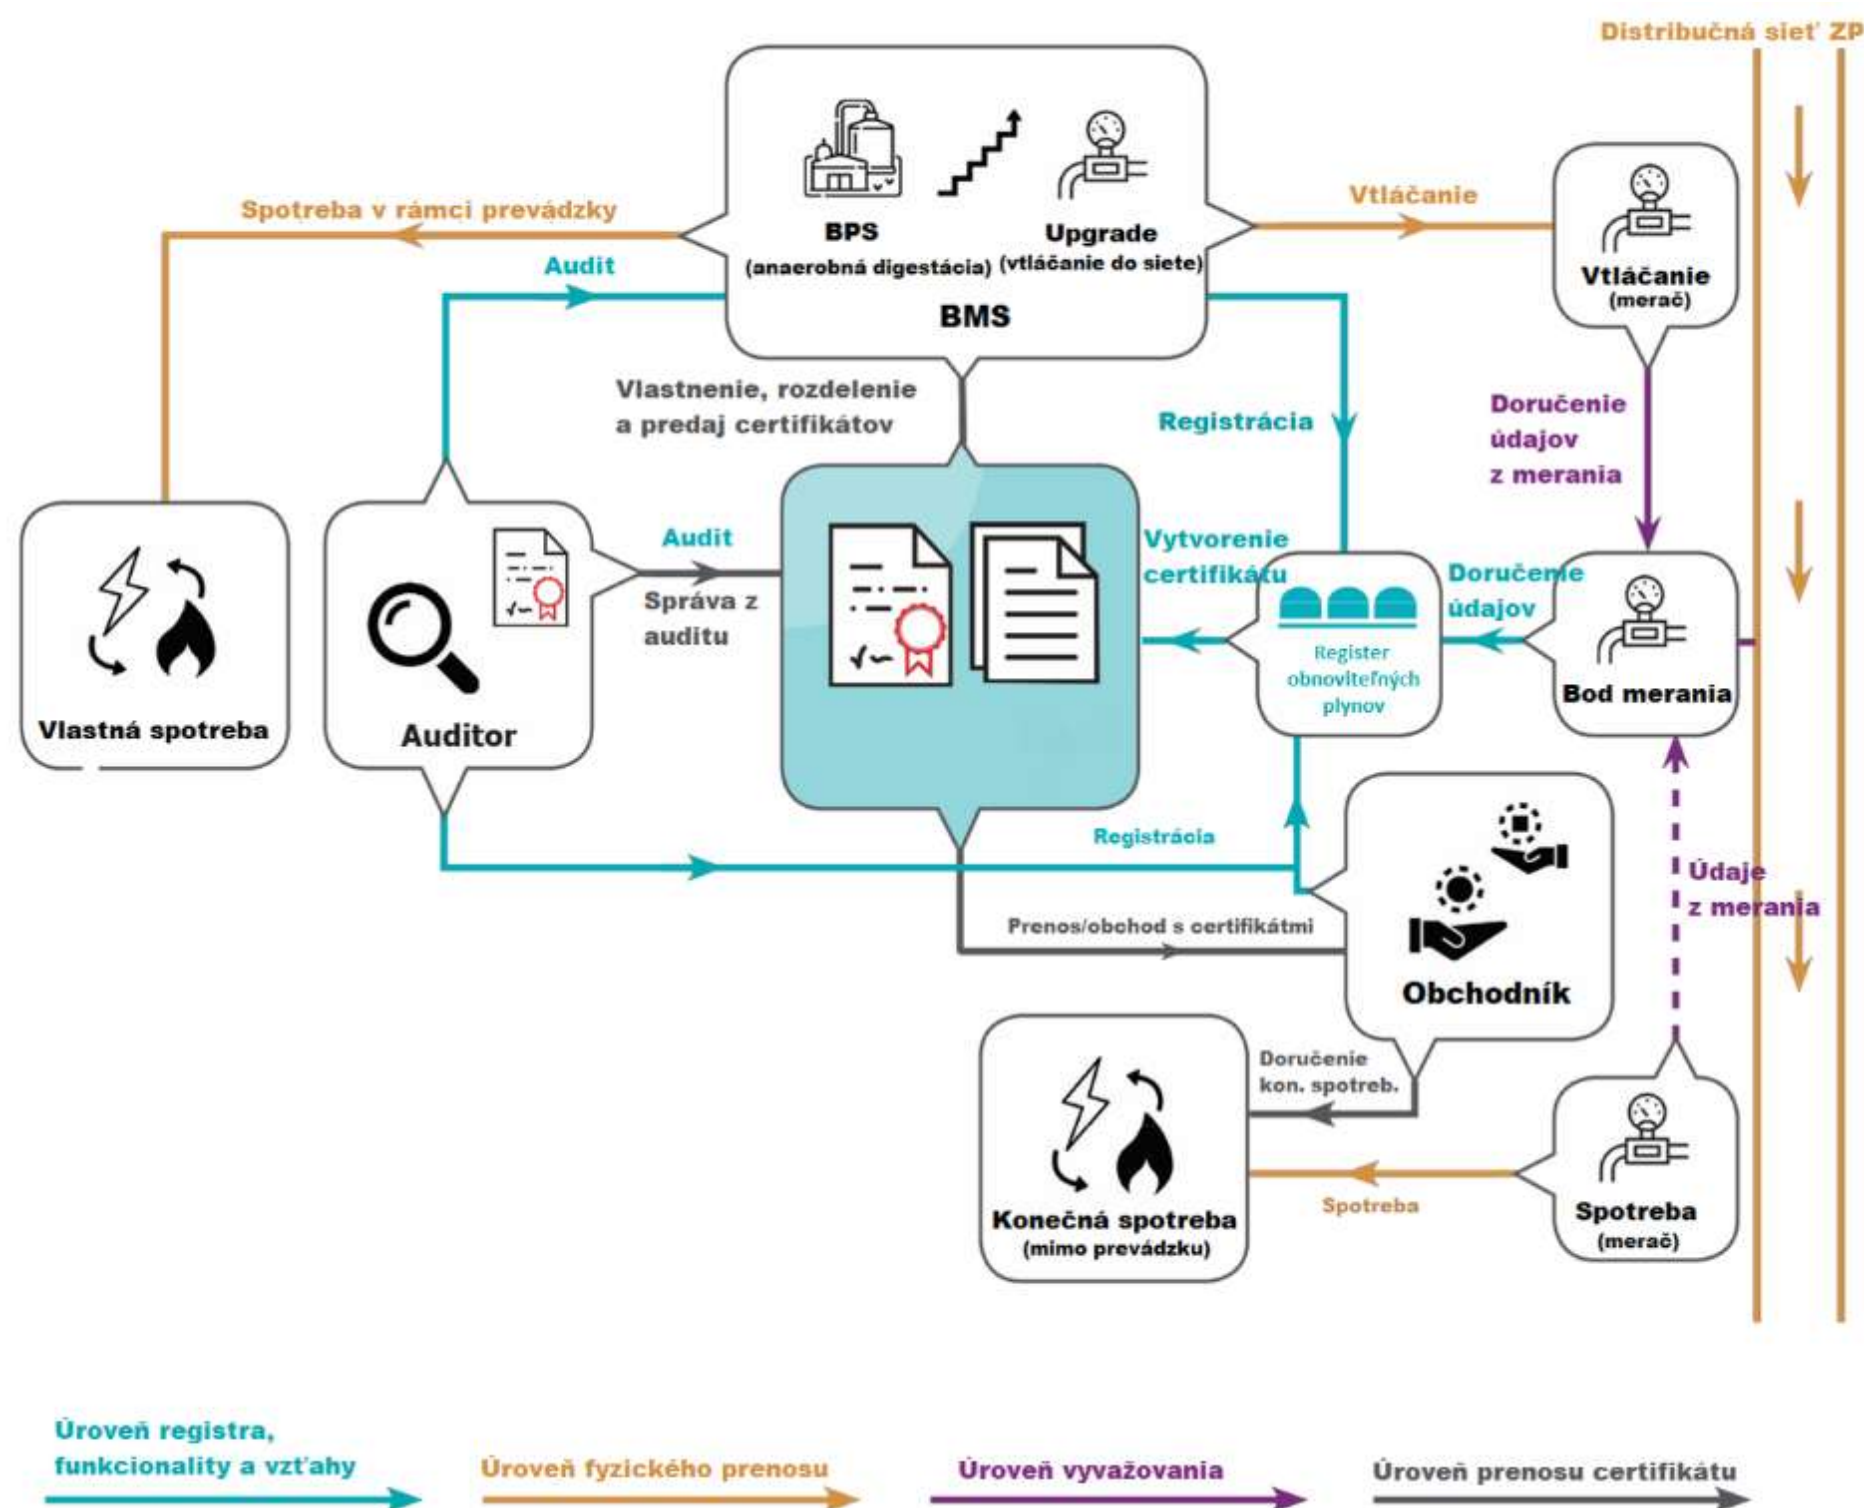 Distribučná sieť ZP
BPS
(anaerobná digestácia)
Upgrade
(vtláčanie do siete)
BMS
Spotreba v rámci prevádzky
Audit
Vtláčanie
Vtláčanie
(merač)
Vlastnenie, rozdelenie
a predaj certifikátov
Registrácia
Doručenie
údajov
z merania
Vlastná spotreba
Auditor
Audit
Správa z
auditu
Vytvorenie
certifikátu
Register
obnoviteľných
plynov
Doručenie
údajov
Bod merania
Registrácia
Prenos/obchod s certifikátmi
Obchodník
Údaje
z merania
Doručenie
kon. spotreb.
Konečná spotreba
(mimo prevádzku)
Spotreba
Spotreba
(merač)
Úroveň registra,
funkcionality a vzťahy
Úroveň fyzického prenosu
Úroveň vyvažovania
Úroveň prenosu certifikátu